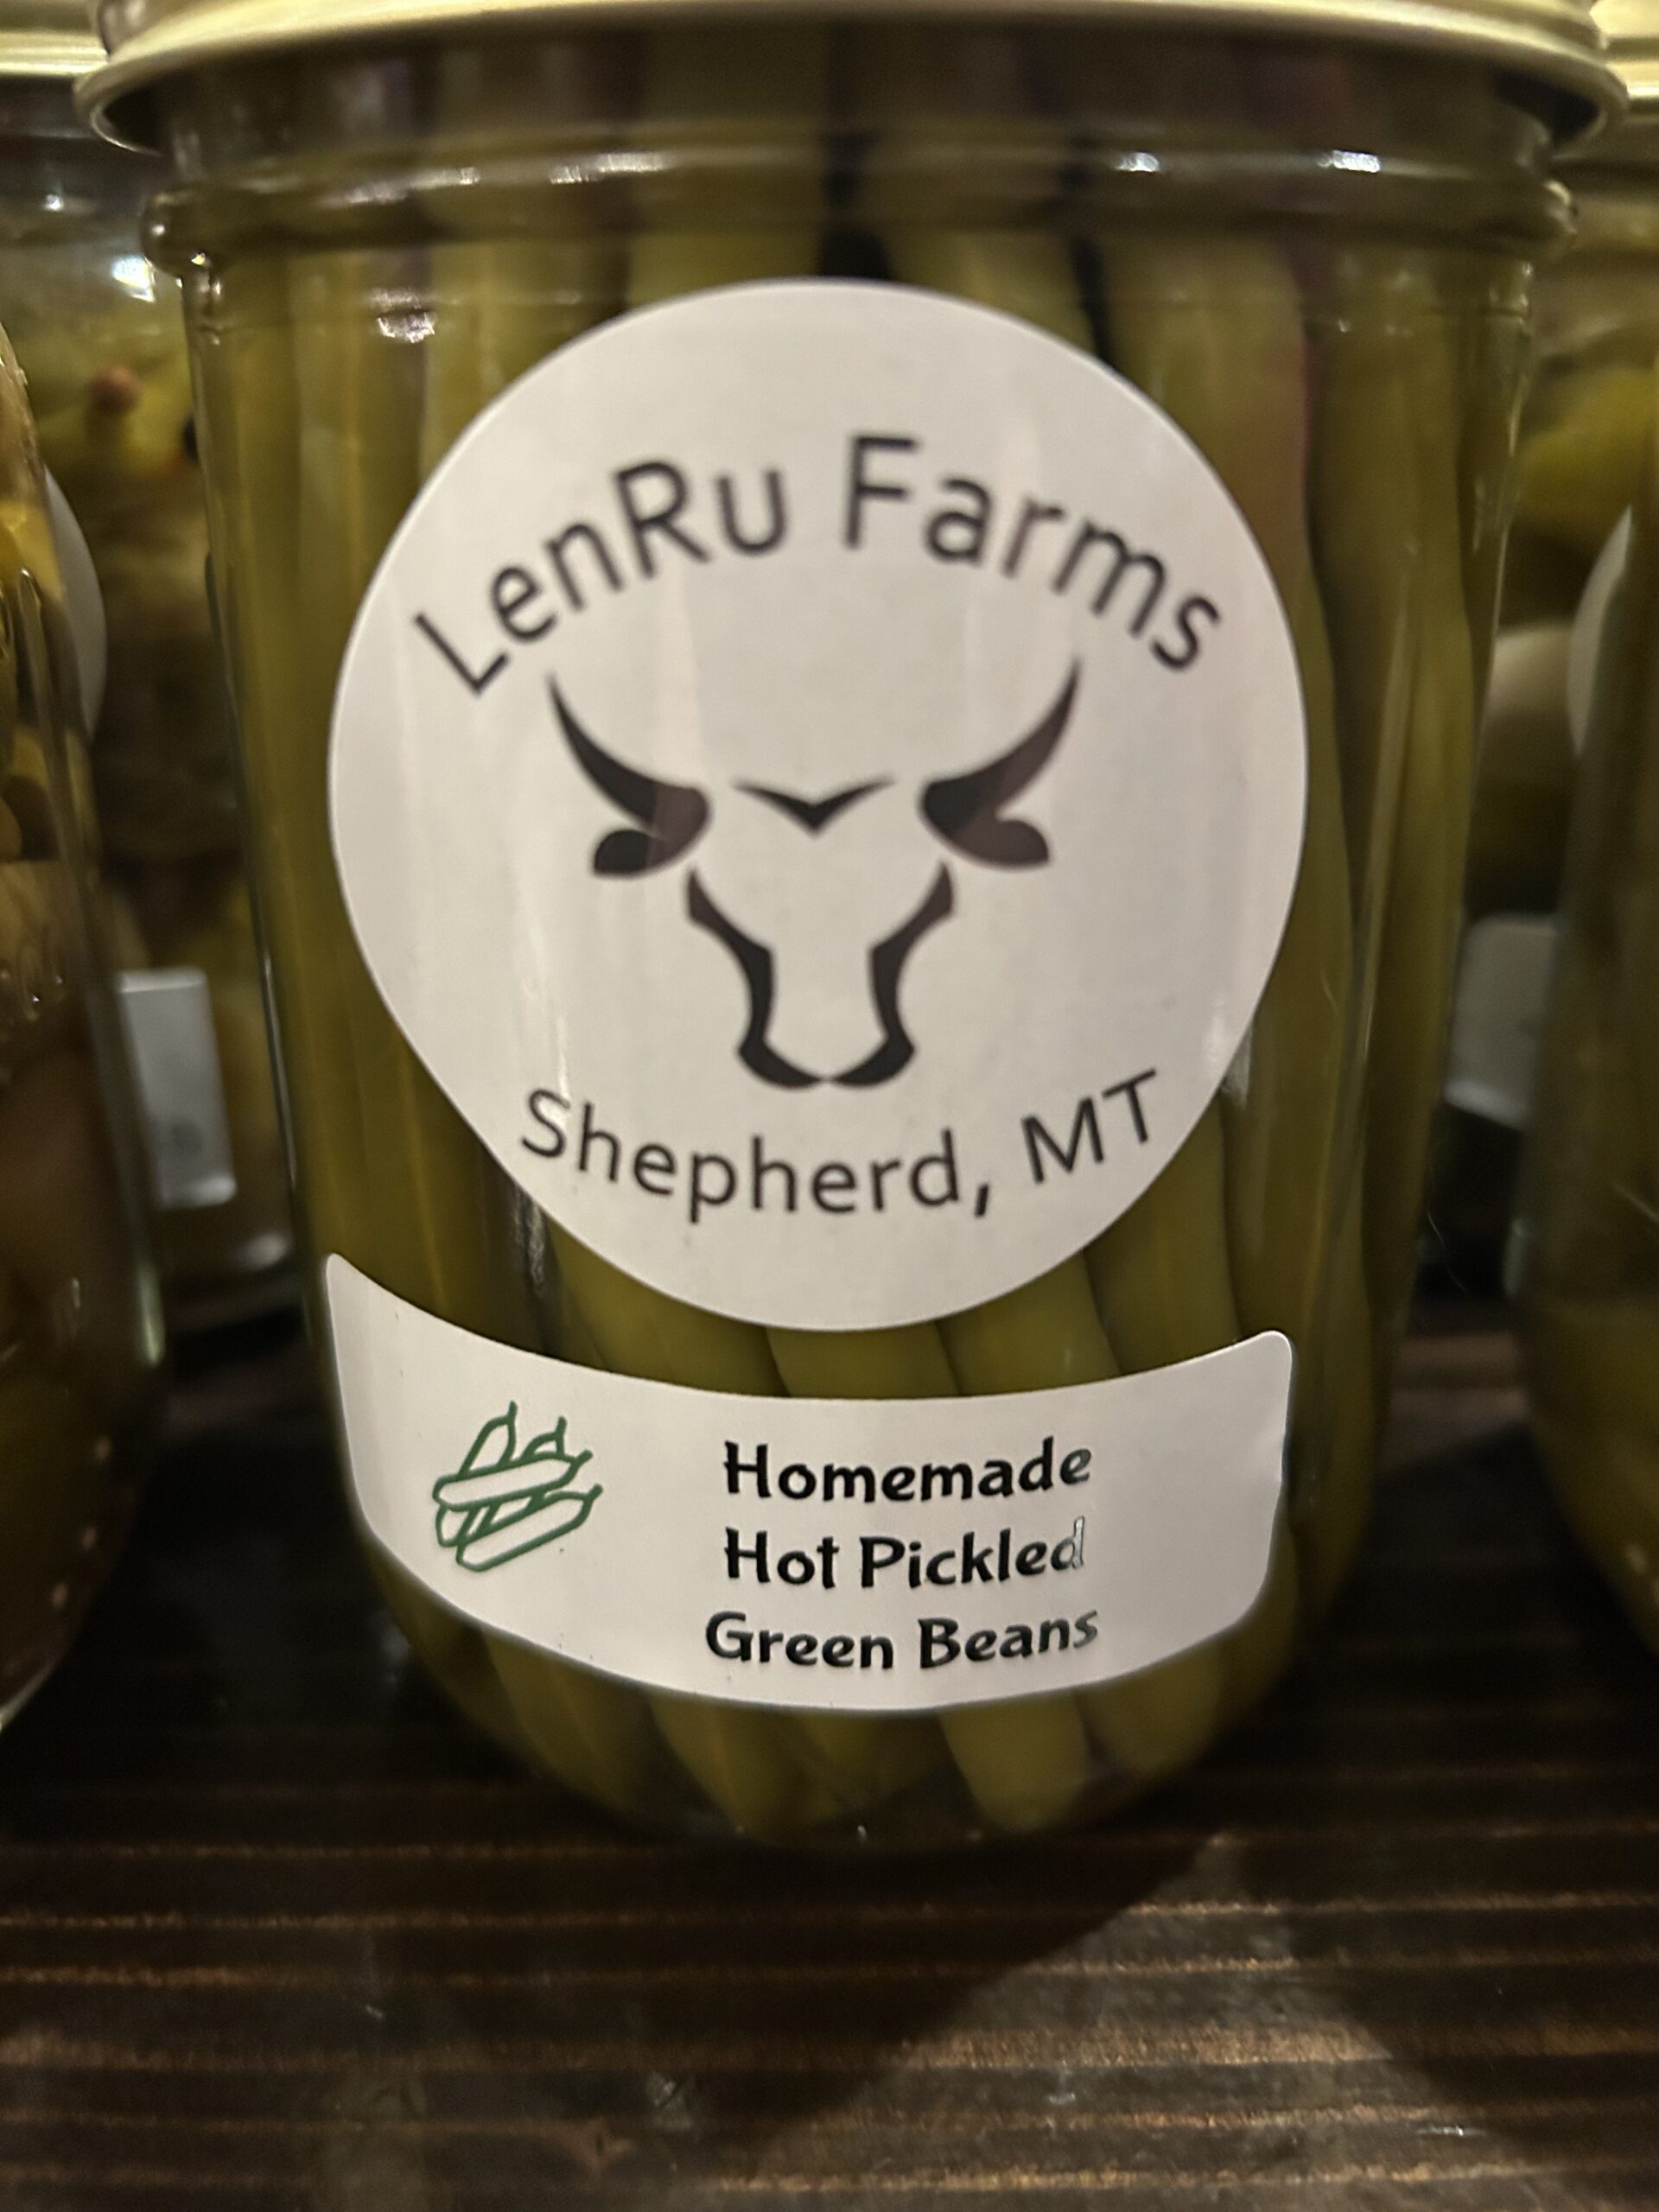 LenRu Farms
Shepherd, MT
Homemade
Hot Pickled
Green Beans